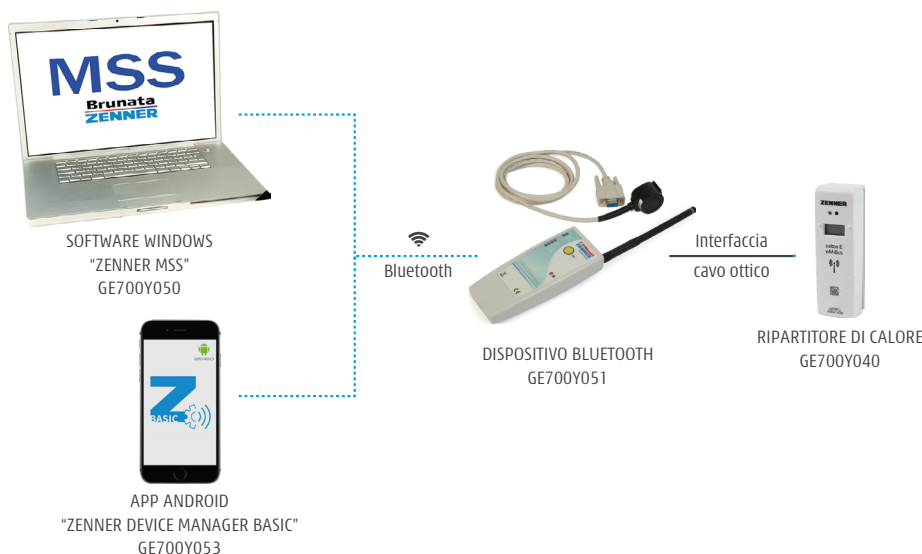 MSS
Brunata
ZENNER
SOFTWARE WINDOWS
“ZENNER MSS”
GE700Y050
Bluetooth
Interfaccia
cavo ottico
DISPOSITIVO BLUETOOTH
GE700Y051
ZENNER
RIPARTITORE DI CALORE
GE700Y040
Z
BASIC
APP ANDROID
“ZENNER DEVICE MANAGER BASIC”
GE700Y053